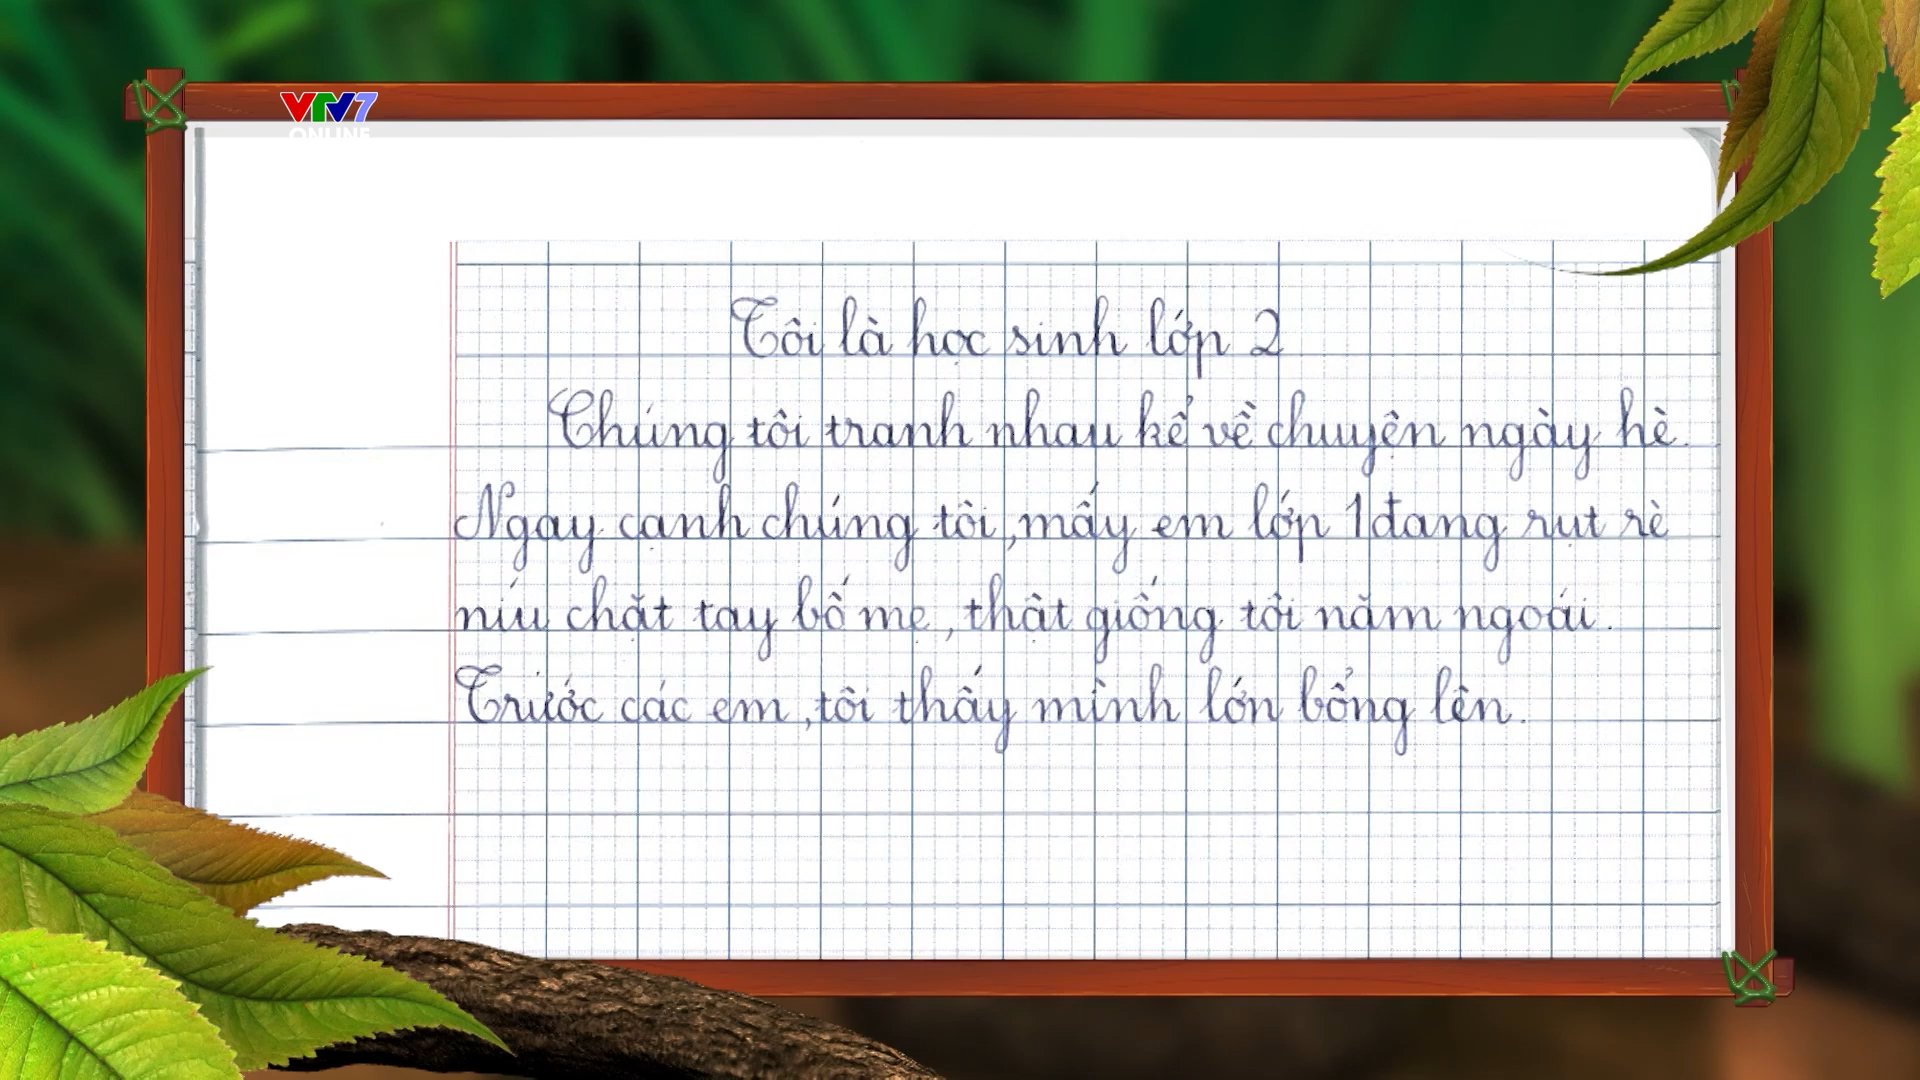 VTV7
ONLINE
Tôi là học sinh lớp 2
Chúng tôi tranh nhau kể về chuyện ngày hè.
Ngay cạnh chúng tôi, mấy em lớp 1 đang rụt rè
níu chặt tay bố mẹ, thật giống tôi năm ngoái.
Trước các em, tôi thấy mình lớn bổng lên.